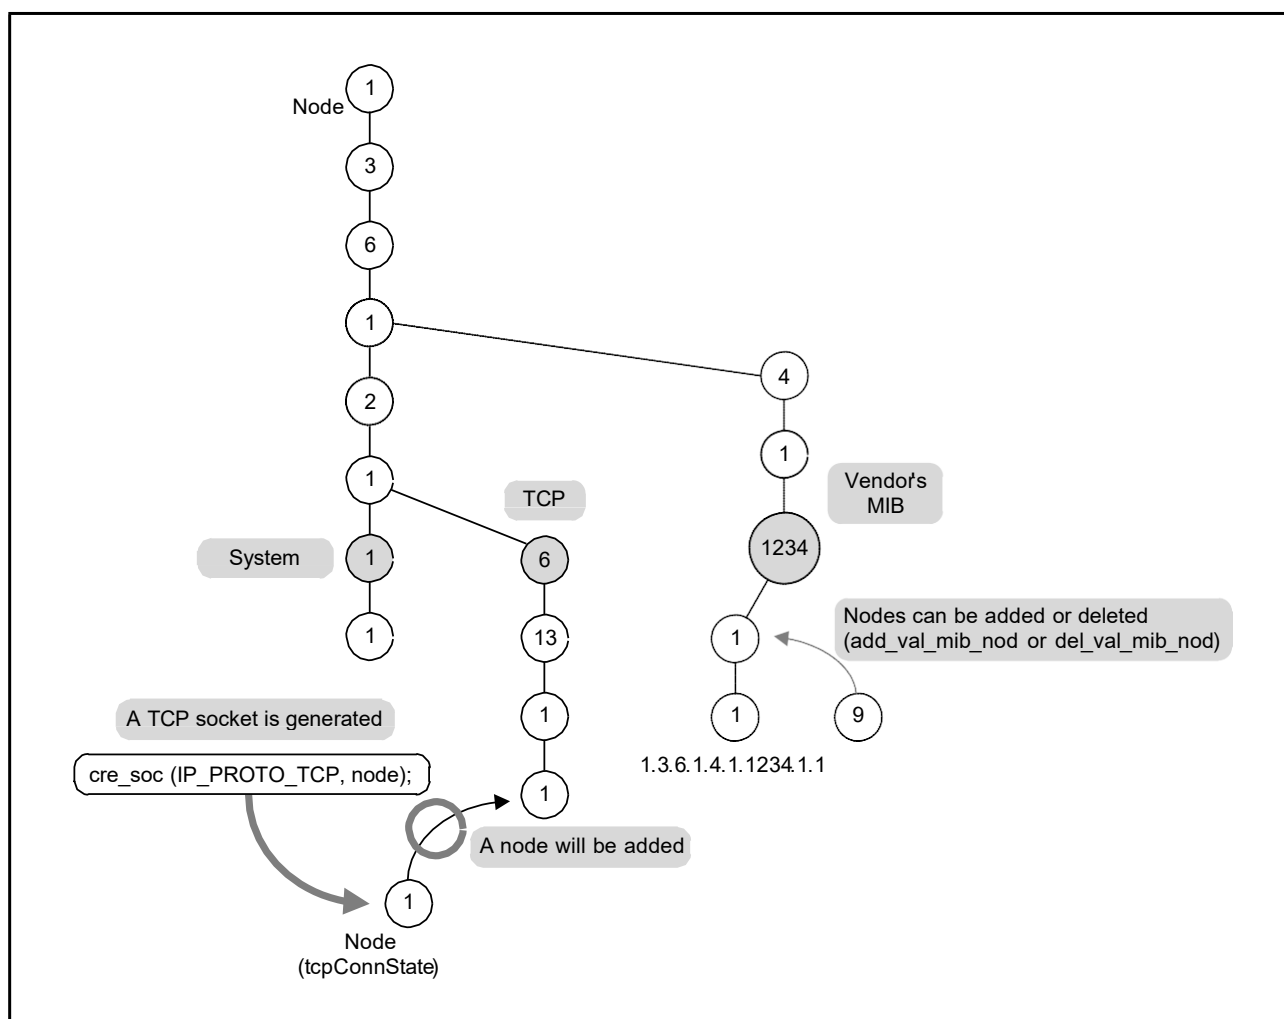 1
Node
3
6
1
4
2
1
1
Vendor's
MIB
TCP
1234
System
1
6
Nodes can be added or deleted
(add_val_mib_nod or del_val_mib_nod)
1
13
1
A TCP socket is generated
1
1
9
cre_soc (IP_PROTO_TCP, node);
1.3.6.1.4.1.1234.1.1
1
A node will be added
1
Node
(tcpConnState)